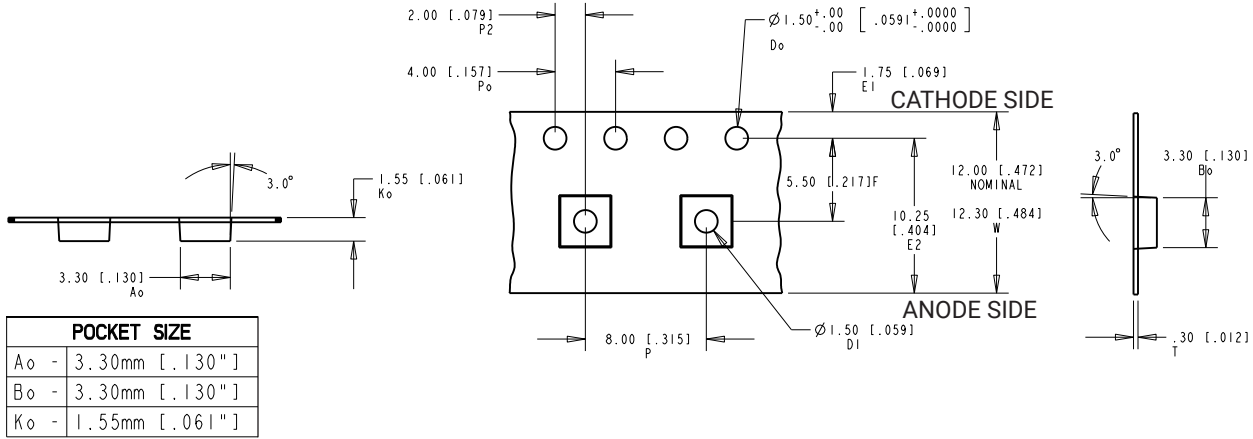 2.00 [.079]
P2
Ø1.50 +.00 -.00 [ .0591 +.0000 -.0000 ]
Do
4.00 [.157]
Po
1.75 [.069]
E1
CATHODE SIDE
3.0°
1.55 [.061]
Ko
5.50 [.217]F
12.00 [.472]
NOMINAL
12.30 [.484]
W
10.25
[.404]
E2
3.0°
3.30 [.130]
Bo
3.30 [.130]
Ao
ANODE SIDE
Ø1.50 [.059]
D1
8.00 [.315]
P
.30 [.012]
T
POCKET SIZE
Ao - 3.30mm [.130"]
Bo - 3.30mm [.130"]
Ko - 1.55mm [.061"]